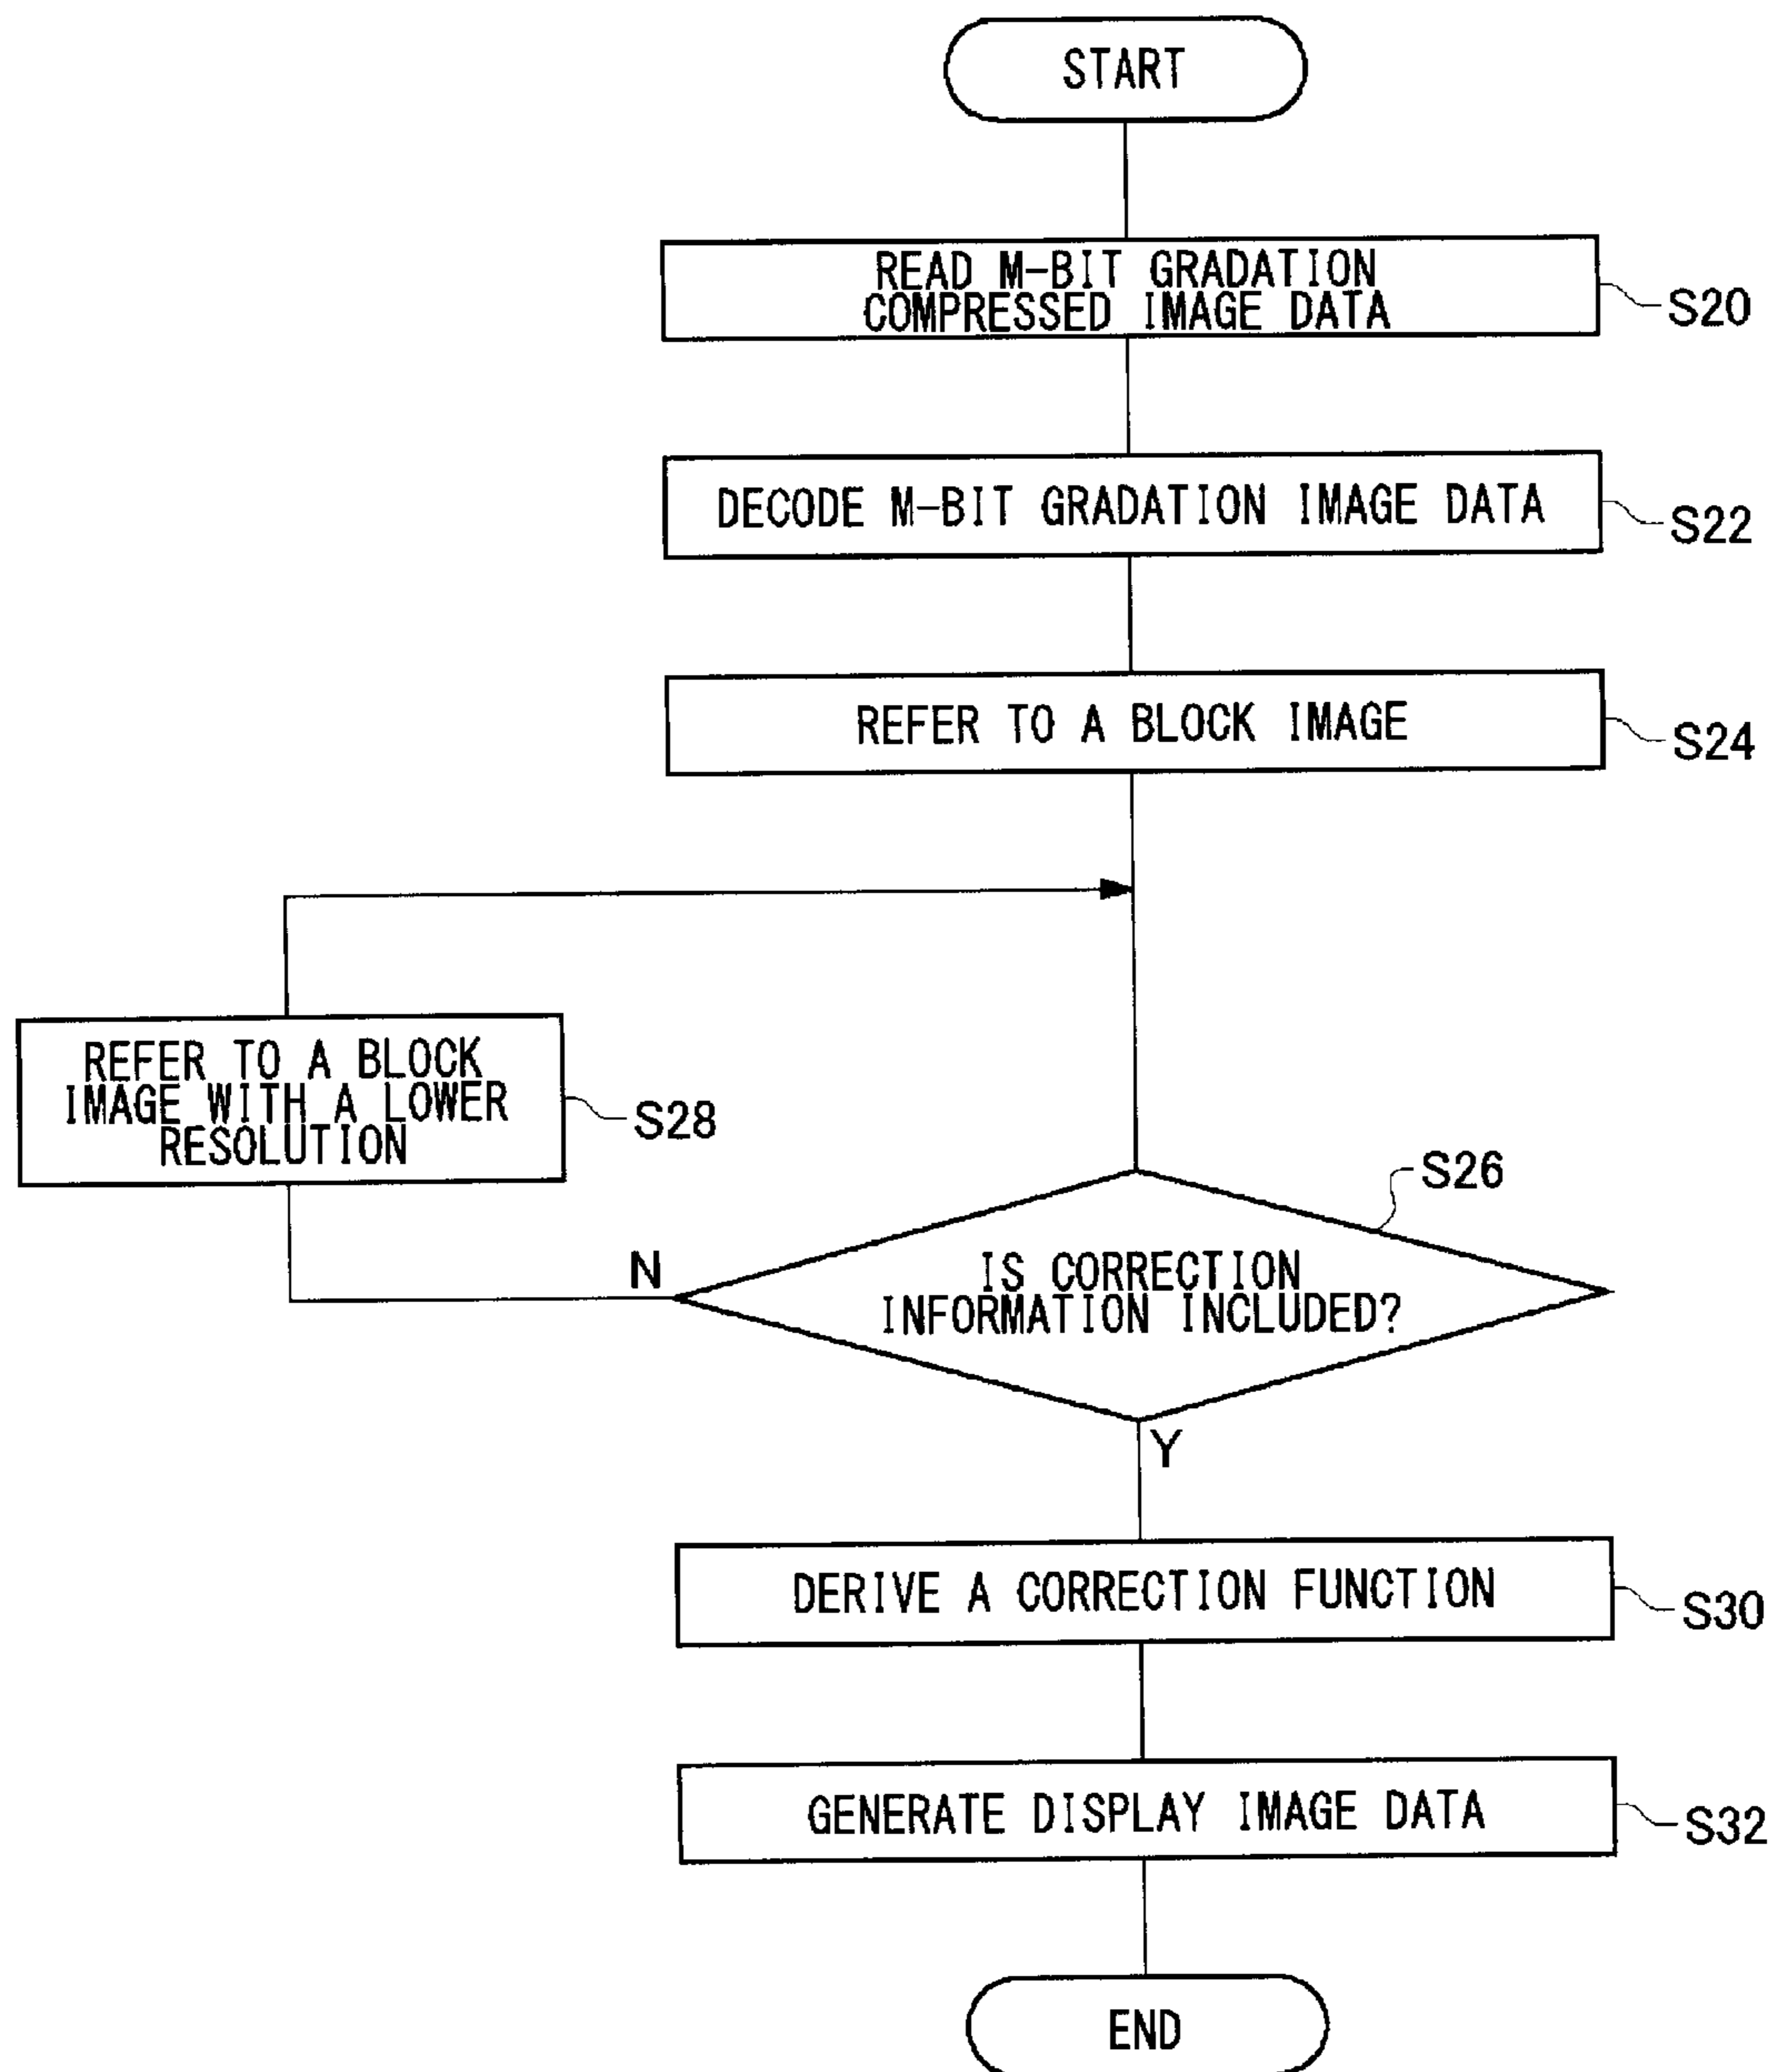 START
READ M-BIT GRADATION
COMPRESSED IMAGE DATA
S20
DECODE M-BIT GRADATION IMAGE DATA
S22
REFER TO A BLOCK IMAGE
S24
REFER TO A BLOCK
IMAGE WITH A LOWER
RESOLUTION
S28
S26
N
IS CORRECTION
INFORMATION INCLUDED?
Y
DERIVE A CORRECTION FUNCTION
S30
GENERATE DISPLAY IMAGE DATA
S32
END